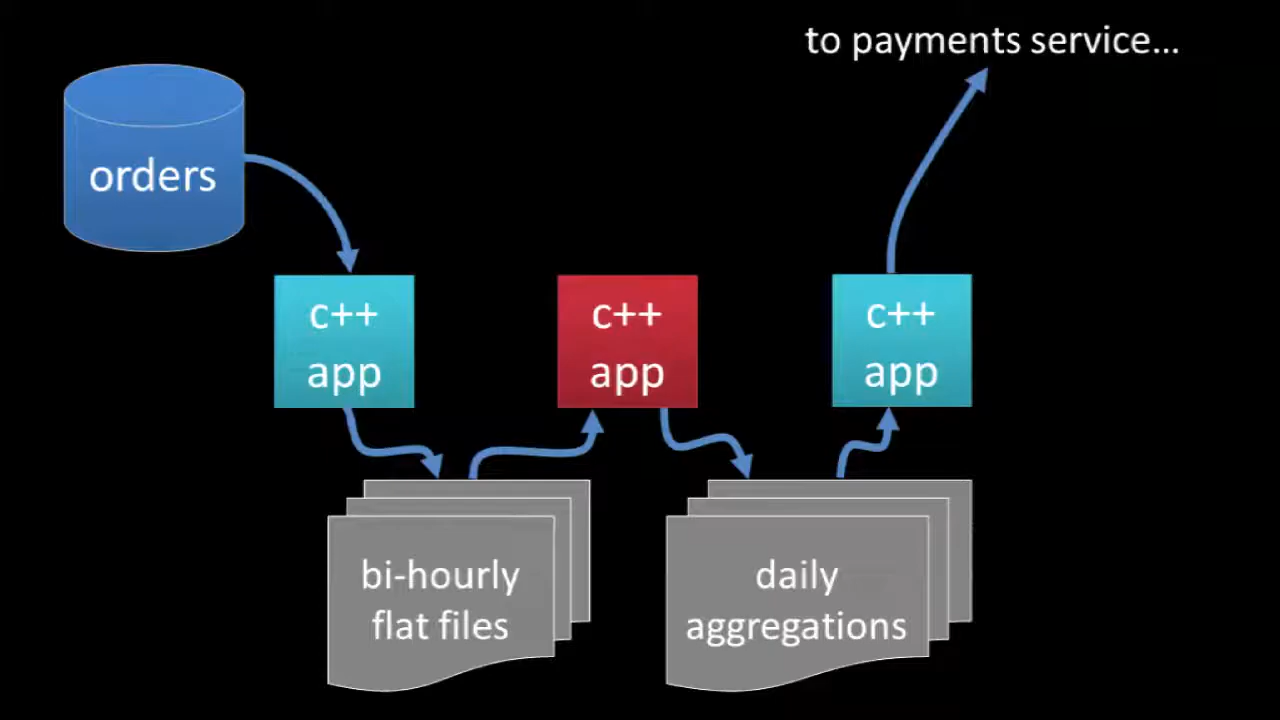 to payments service...
orders
c++
app
c++
app
c++
app
bi-hourly
flat files
daily
aggregations